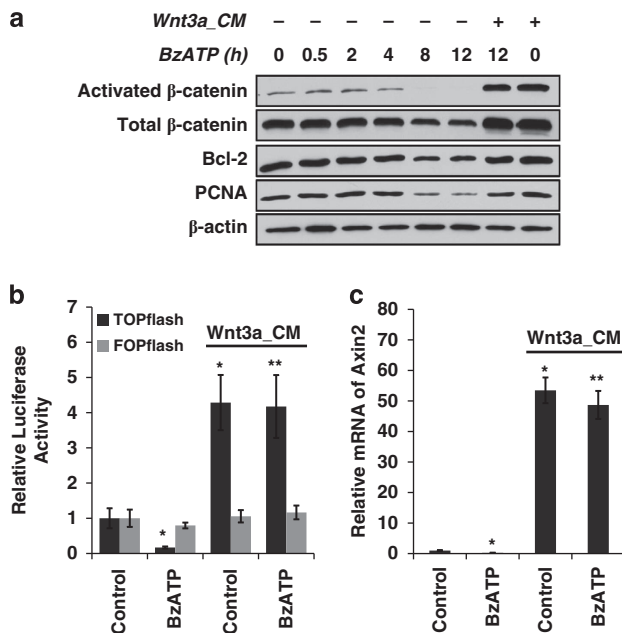 a
Wnt3a_CM – – – – – – + +
BzATP (h) 0 0.5 2 4 8 12 12 0
Activated β-catenin
Total β-catenin
Bcl-2
PCNA
β-actin
b
Relative Luciferase
Activity
7
6
5
4
3
2
1
0
TOPflash
FOPflash
Wnt3a_CM
* * **
Control BzATP Control BzATP
c
Relative mRNA of Axin2
80
70
60
50
40
30
20
10
0
Wnt3a_CM
* * **
Control BzATP Control BzATP